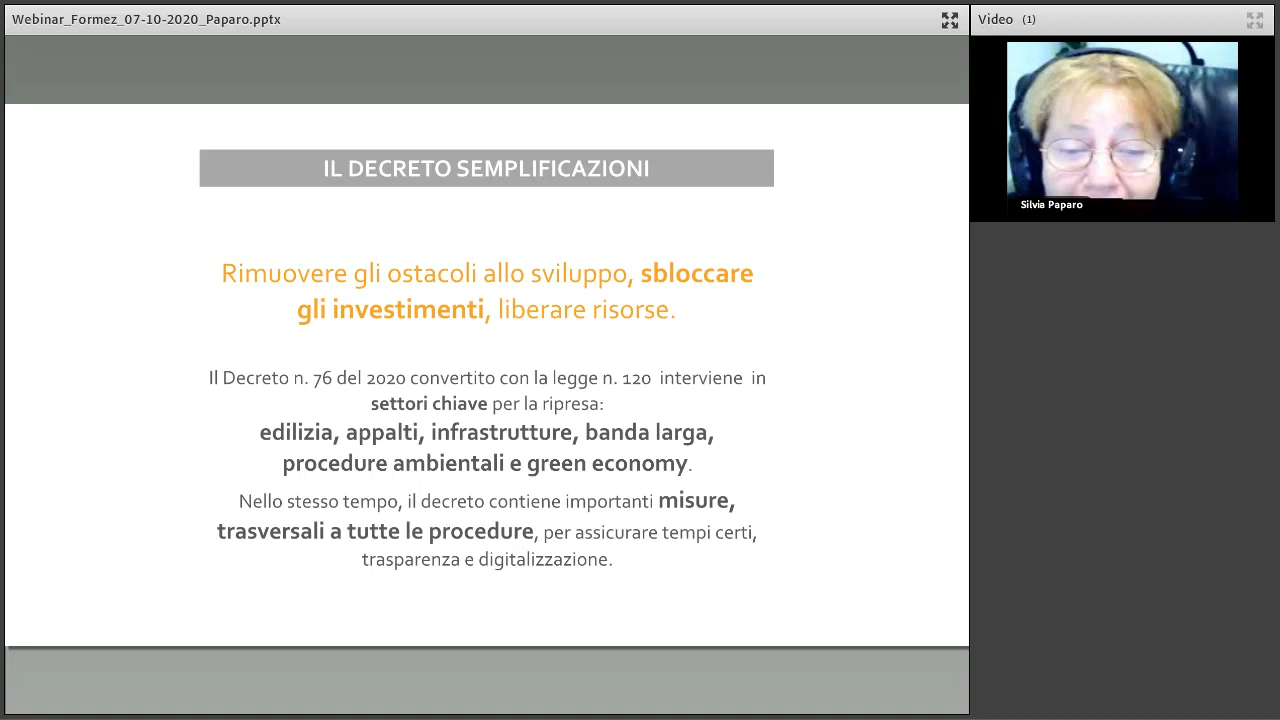 Webinar_Formez_07-10-2020_Paparo.pptx
Video (1)
Silvia Paparo
IL DECRETO SEMPLIFICAZIONI
Rimuovere gli ostacoli allo sviluppo, sbloccare
gli investimenti, liberare risorse.
Il Decreto n. 76 del 2020 convertito con la legge n. 120 interviene in
settori chiave per la ripresa:
edilizia, appalti, infrastrutture, banda larga,
procedure ambientali e green economy.
Nello stesso tempo, il decreto contiene importanti misure,
trasversali a tutte le procedure, per assicurare tempi certi,
trasparenza e digitalizzazione.